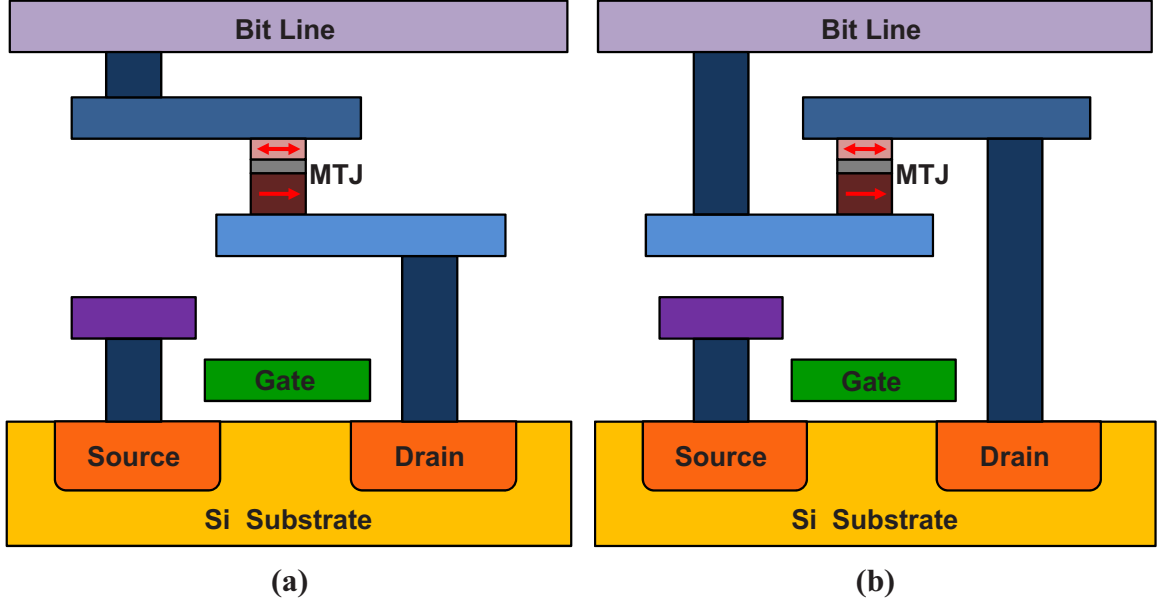 Bit Line
MTJ
Gate
Source
Drain
Si Substrate
(a)
Bit Line
MTJ
Gate
Source
Drain
Si Substrate
(b)